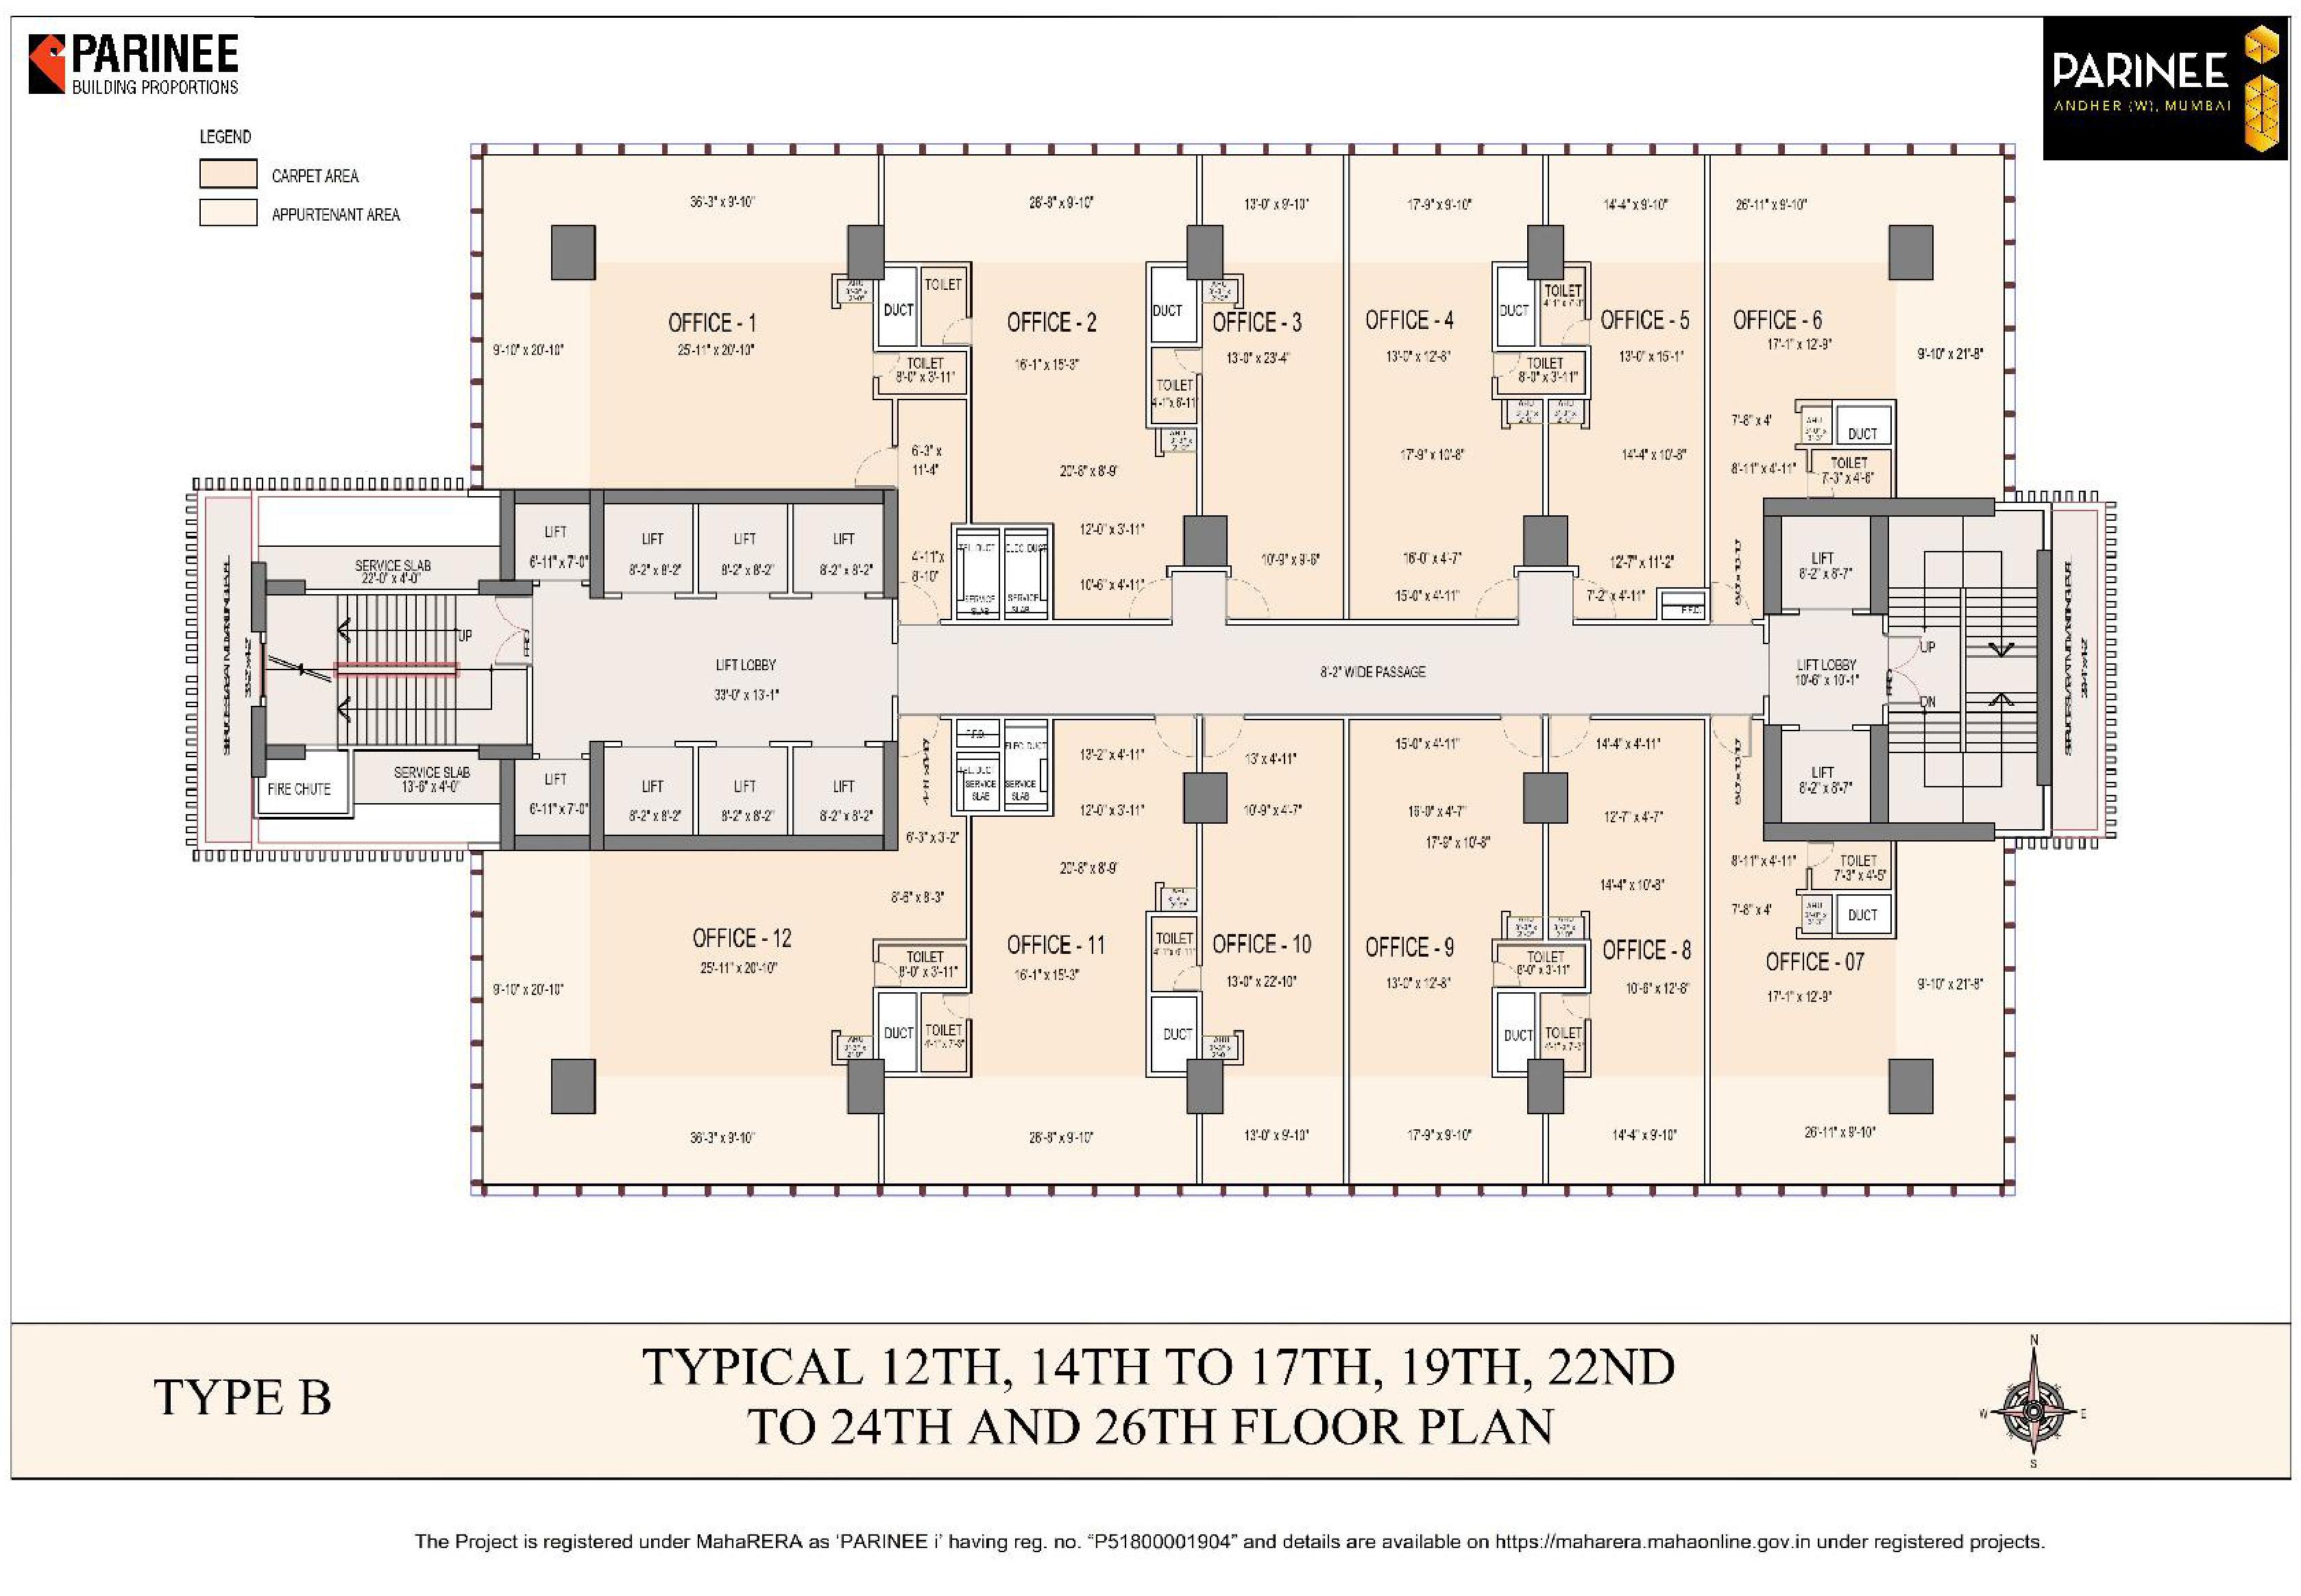 PARINEE
BUILDING PROPORTIONS
PARINEE
ANDHER (W), MUMBAI
LEGEND
CARPET AREA
APPURTENANT AREA
36'-3" x 9'-10"
26'-8" x 9'-10"
13'-0" x 9'-10"
17'-9" x 9'-10"
14'-4" x 9'-10"
26'-11" x 9'-10"
OFFICE - 1
25'-11" x 20'-10"
9'-10" x 20'-10"
DUCT
TOILET
TOILET
8'-0" x 3'-11"
6'-3" x
11'-4"
4'-11" x
8'-10"
OFFICE - 2
16'-1" x 15'-3"
20'-8" x 8'-9"
12'-0" x 3'-11"
10'-6" x 4'-11"
DUCT
TOILET
4'-1" x 6'-11"
AHU
OFFICE - 3
13'-0" x 23'-4"
10'-9" x 9'-6"
OFFICE - 4
13'-0" x 12'-8"
17'-9" x 10'-8"
16'-0" x 4'-7"
15'-0" x 4'-11"
DUCT
TOILET
TOILET
8'-0" x 3'-11"
AHU
AHU
OFFICE - 5
13'-0" x 15'-1"
14'-4" x 10'-8"
12'-7" x 11'-2"
7'-2" x 4'-11"
OFFICE - 6
17'-1" x 12'-9"
9'-10" x 21'-8"
7'-8" x 4'
AHU
DUCT
8'-11" x 4'-11"
TOILET
7'-3" x 4'-6"
SERVICE SLAB
22'-0" x 4'-0"
LIFT
6'-11" x 7'-0"
LIFT
8'-2" x 8'-2"
LIFT
8'-2" x 8'-2"
LIFT
8'-2" x 8'-2"
ELEC. DUCT
SERVICE
SLAB
SERVICE
SLAB
LIFT
8'-2" x 8'-7"
UP
LIFT LOBBY
33'-0" x 13'-1"
8'-2" WIDE PASSAGE
LIFT LOBBY
10'-6" x 10'-1"
UP
DN
FIRE CHUTE
SERVICE SLAB
13'-6" x 4'-0"
LIFT
6'-11" x 7'-0"
LIFT
8'-2" x 8'-2"
LIFT
8'-2" x 8'-2"
LIFT
8'-2" x 8'-2"
ELEC. DUCT
SERVICE
SLAB
SERVICE
SLAB
LIFT
8'-2" x 8'-7"
6'-3" x 3'-2"
8'-6" x 8'-3"
OFFICE - 12
25'-11" x 20'-10"
9'-10" x 20'-10"
TOILET
8'-0" x 3'-11"
DUCT
TOILET
13'-2" x 4'-11"
12'-0" x 3'-11"
20'-8" x 8'-9"
OFFICE - 11
16'-1" x 15'-3"
TOILET
DUCT
13' x 4'-11"
10'-9" x 4'-7"
OFFICE - 10
13'-0" x 22'-10"
15'-0" x 4'-11"
16'-0" x 4'-7"
17'-9" x 10'-8"
OFFICE - 9
13'-0" x 12'-8"
TOILET
8'-0" x 3'-11"
DUCT
TOILET
14'-4" x 4'-11"
12'-7" x 4'-7"
14'-4" x 10'-8"
OFFICE - 8
10'-6" x 12'-8"
8'-11" x 4'-11"
TOILET
7'-3" x 4'-5"
7'-8" x 4'
AHU
DUCT
OFFICE - 07
17'-1" x 12'-9"
9'-10" x 21'-8"
36'-3" x 9'-10"
26'-8" x 9'-10"
13'-0" x 9'-10"
17'-9" x 9'-10"
14'-4" x 9'-10"
26'-11" x 9'-10"
TYPE B
TYPICAL 12TH, 14TH TO 17TH, 19TH, 22ND
TO 24TH AND 26TH FLOOR PLAN
N
W
E
S
The Project is registered under MahaRERA as ‘PARINEE i’ having reg. no. “P51800001904” and details are available on https://maharera.mahaonline.gov.in under registered projects.